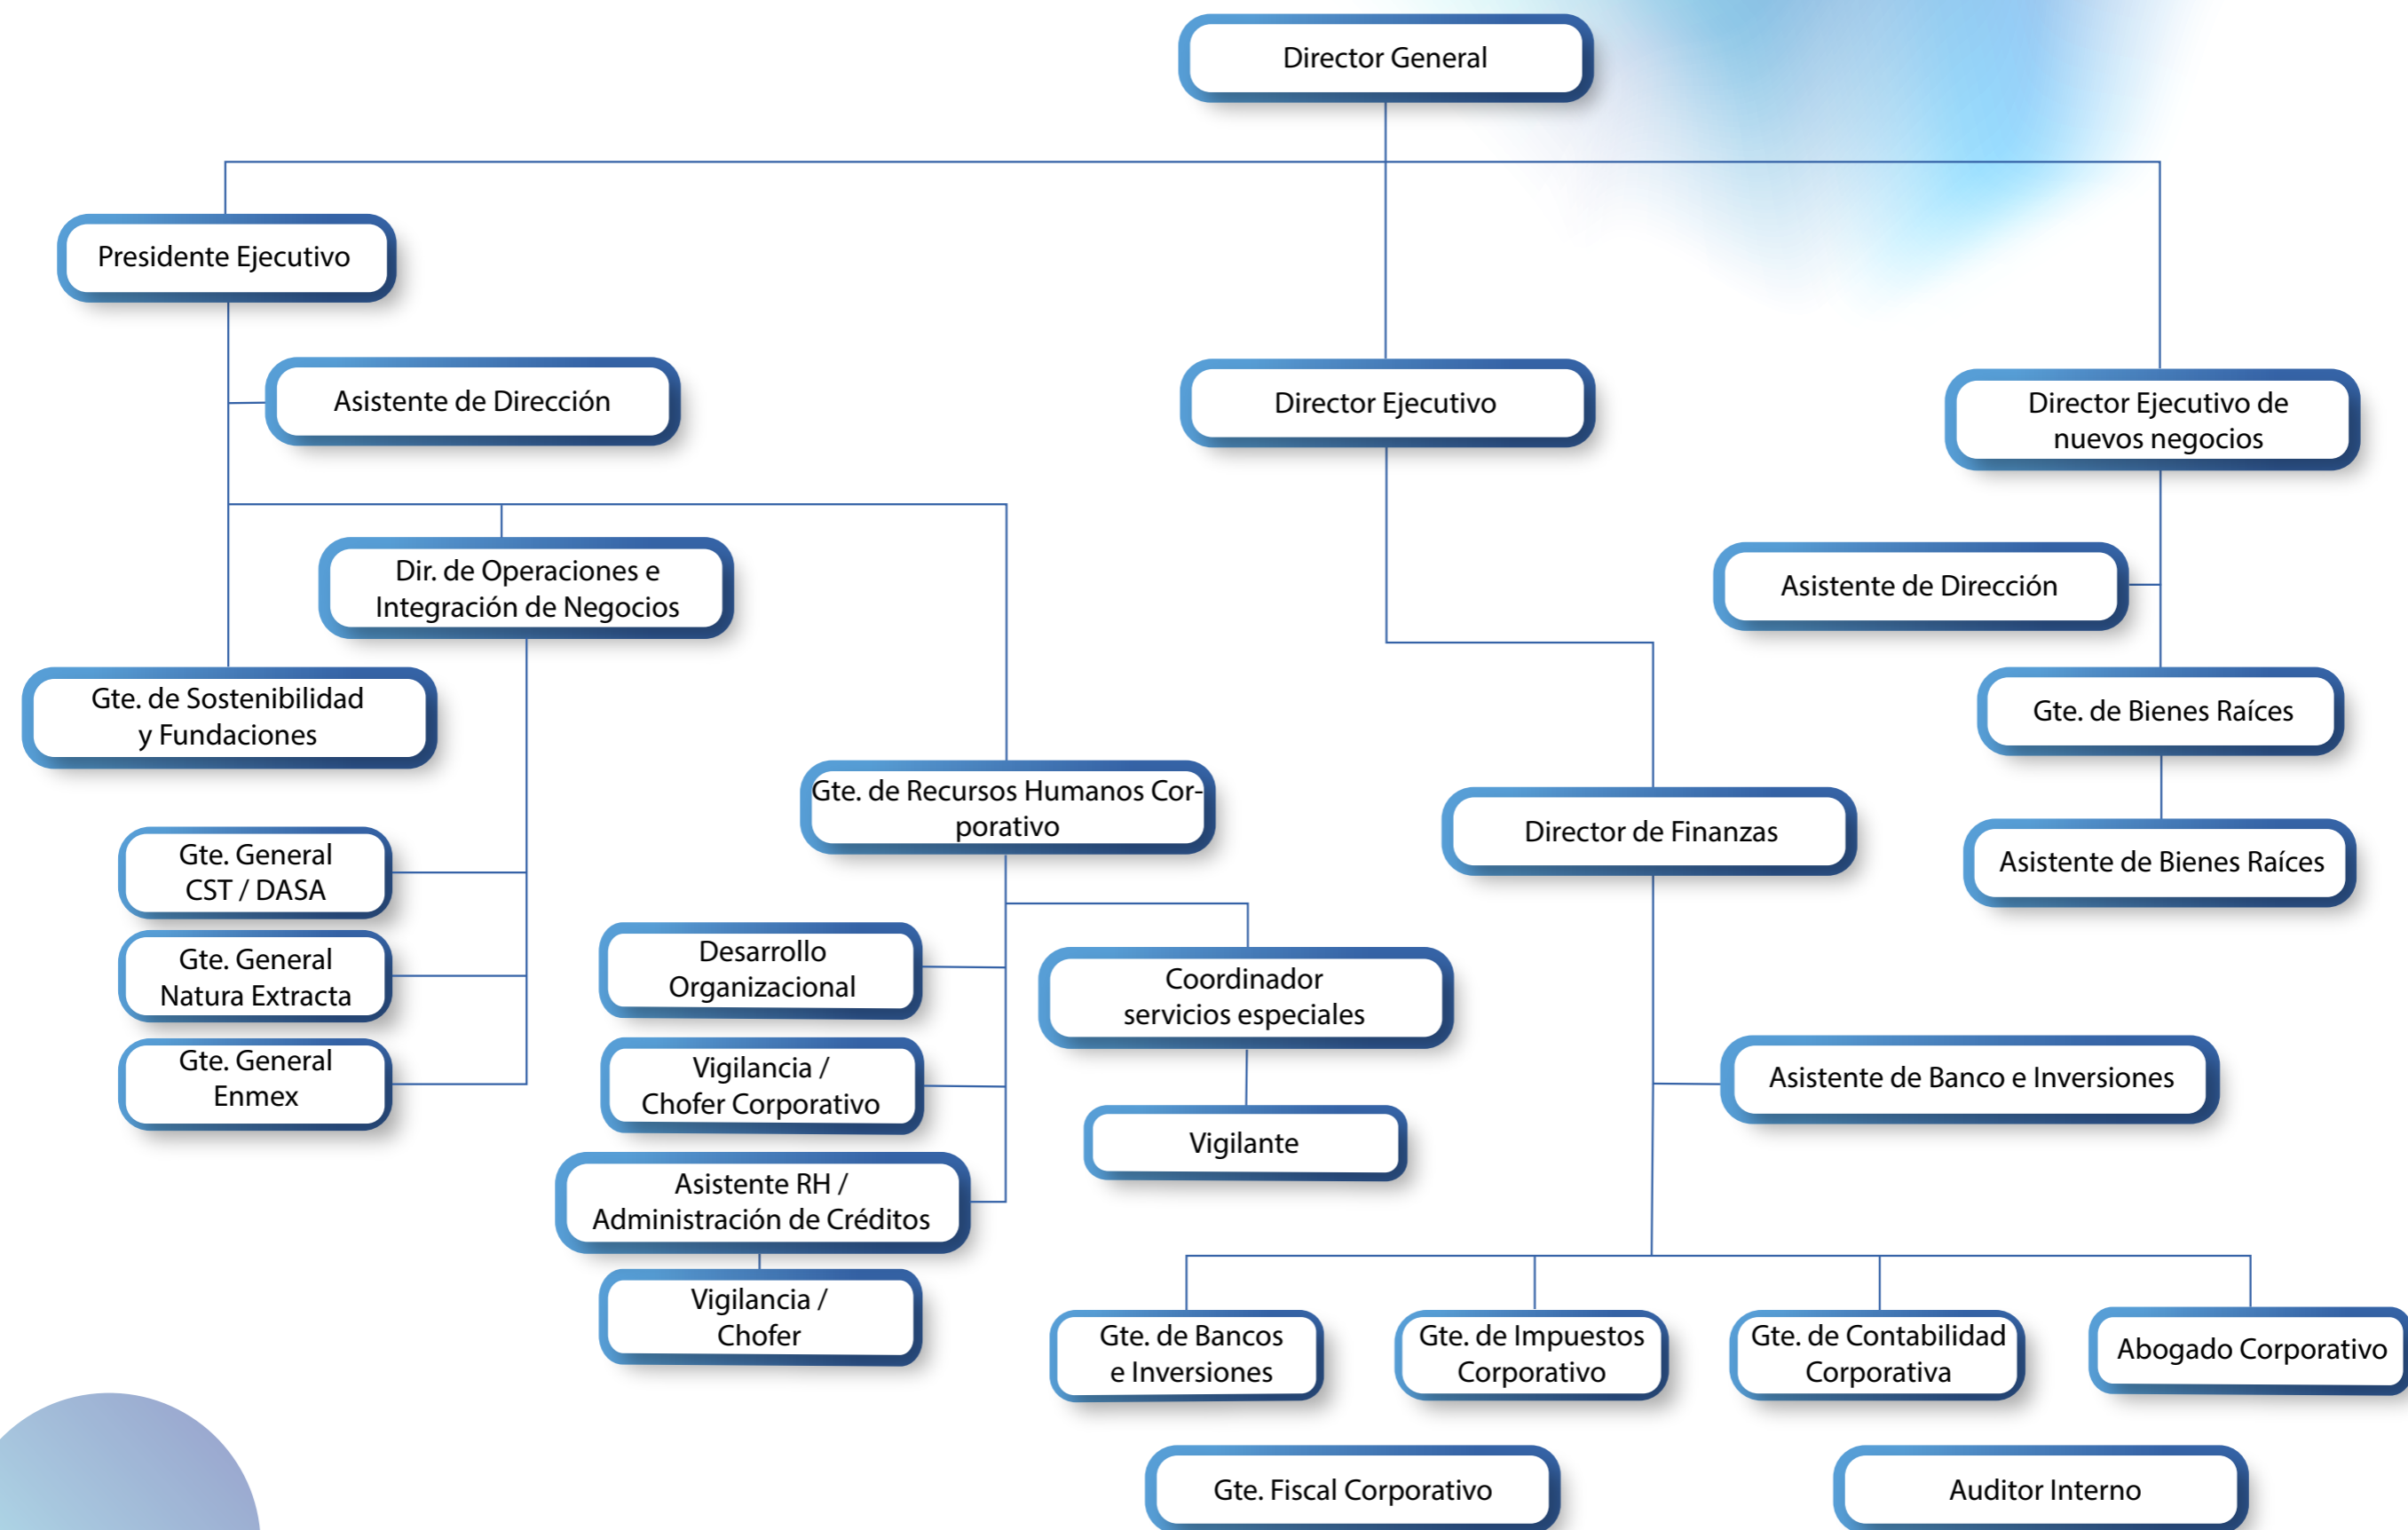 Director General
Presidente Ejecutivo
Asistente de Dirección
Director Ejecutivo
Director Ejecutivo de
nuevos negocios
Dir. de Operaciones e
Integración de Negocios
Asistente de Dirección
Gte. de Sostenibilidad
y Fundaciones
Gte. de Bienes Raíces
Gte. de Recursos Humanos Cor-
porativo
Director de Finanzas
Asistente de Bienes Raíces
Gte. General
CST / DASA
Gte. General
Natura Extracta
Gte. General
Enmex
Desarrollo
Organizacional
Coordinador
servicios especiales
Vigilancia /
Chofer Corporativo
Vigilante
Asistente de Banco e Inversiones
Asistente RH /
Administración de Créditos
Vigilancia /
Chofer
Gte. de Bancos
e Inversiones
Gte. de Impuestos
Corporativo
Gte. de Contabilidad
Corporativa
Abogado Corporativo
Gte. Fiscal Corporativo
Auditor Interno